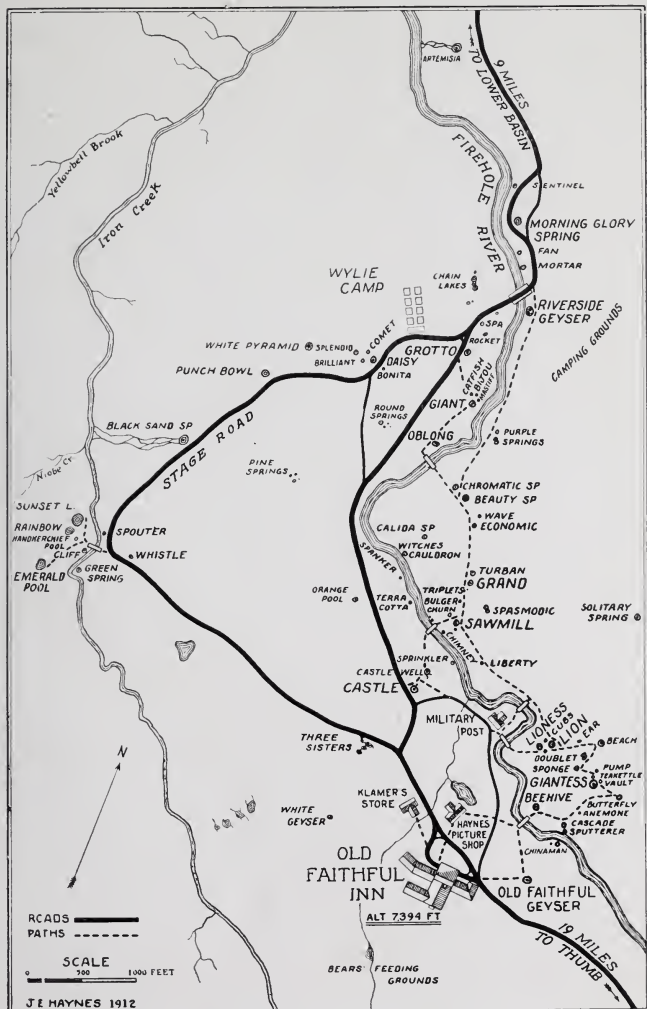 ARTEMISIA
9 MILES
TO LOWER BASIN
Yellowbell Brook
Iron Creek
FIREHOLE
RIVER
SENTINEL
MORNING GLORY
SPRING
FAN
MORTAR
WYLIE
CAMP
CHAIN
LAKES
RIVERSIDE
GEYSER
SPA
ROCKET
CAMPING GROUNDS
WHITE PYRAMID
SPLENDID
COMET
GROTTO
BRILLIANT
DAISY
PUNCH BOWL
BONITA
CATFISH
BIJOU
MASTIFF
GIANT
ROUND
SPRINGS
BLACK SAND SP
STAGE ROAD
OBLONG
PURPLE
SPRINGS
Niobe Cr.
PINE
SPRINGS
CHROMATIC SP
BEAUTY SP
SUNSET L.
RAINBOW
HANDKERCHIEF
POOL
CLIFF
EMERALD
POOL
GREEN
SPRING
SPOUTER
WHISTLE
WAVE
ECONOMIC
CALIDA SP
WITCHES
CAULDRON
SPANKER
TURBAN
GRAND
ORANGE
POOL
TERRA
COTTA
TRIPLETS
BULGER
CHURN
SPASMODIC
SAWMILL
SOLITARY
SPRING
CHIMNEY
SPRINKLER
LIBERTY
CASTLE WELL
CASTLE
MILITARY
POST
LIONESS
CUBS
LION
EAR
BEACH
THREE
SISTERS
DOUBLET
SPONGE
PUMP
TEAKETTLE
VAULT
GIANTESS
BEEHIVE
BUTTERFLY
ANEMONE
CASCADE
SPUTTERER
CHINAMAN
N
KLAMER'S
STORE
WHITE
GEYSER
HAYNES
PICTURE
SHOP
OLD
FAITHFUL
INN
ALT 7,394 FT
OLD FAITHFUL
GEYSER
ROADS
PATHS
SCALE
0 500 1000 FEET
BEARS' FEEDING
GROUNDS
19 MILES
TO THUMB
J E HAYNES 1912